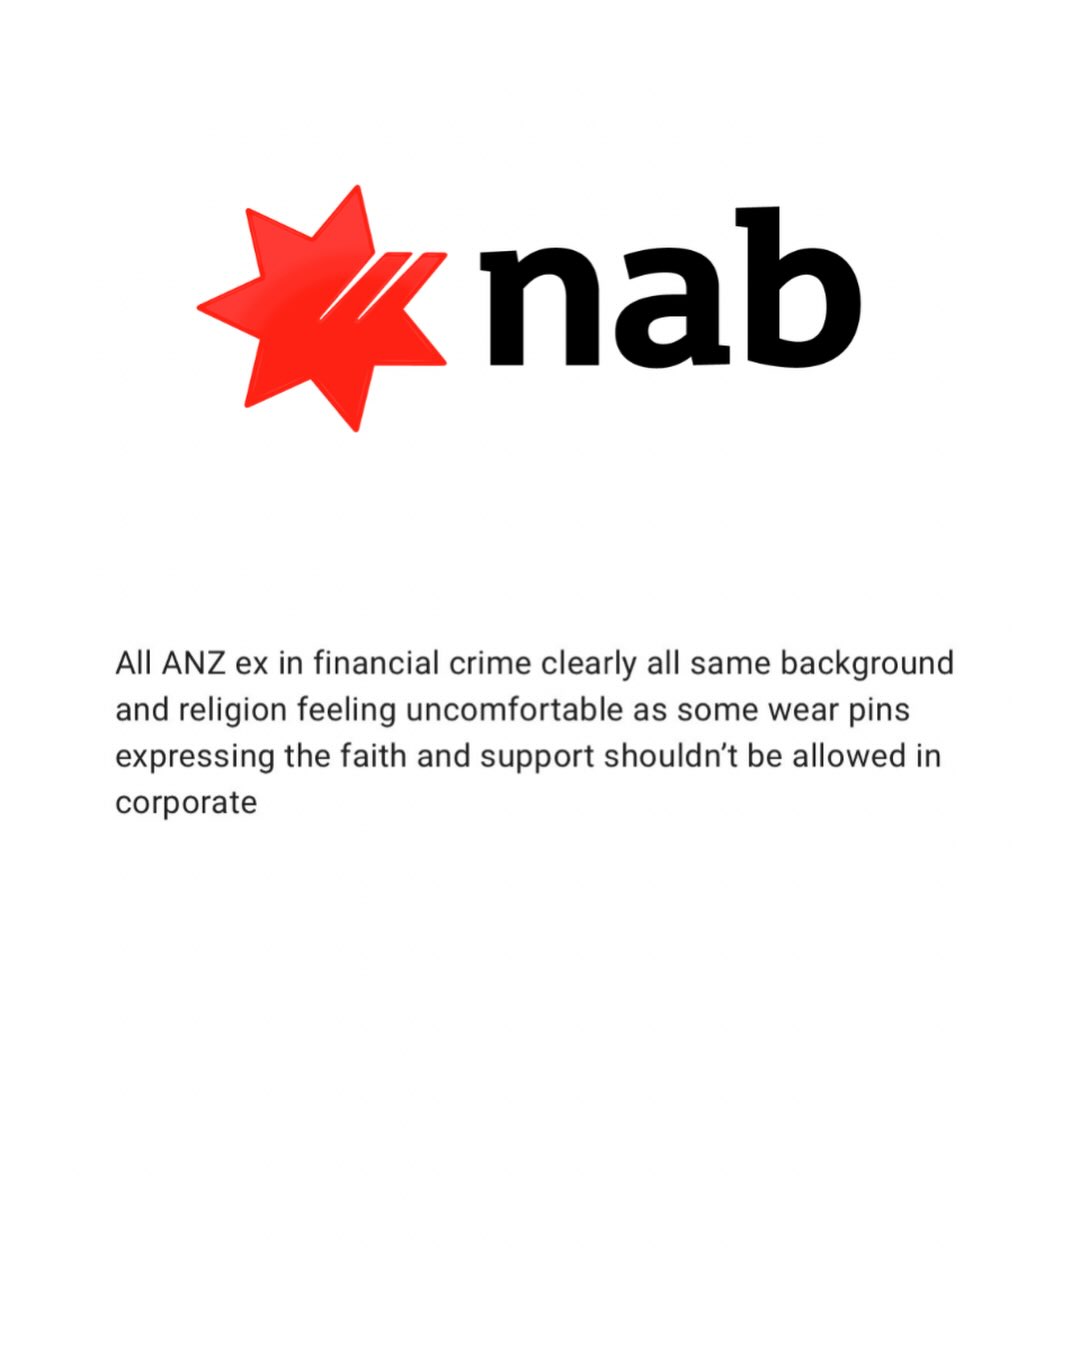 nab
All ANZ ex in financial crime clearly all same background
and religion feeling uncomfortable as some wear pins
expressing the faith and support shouldn’t be allowed in
corporate